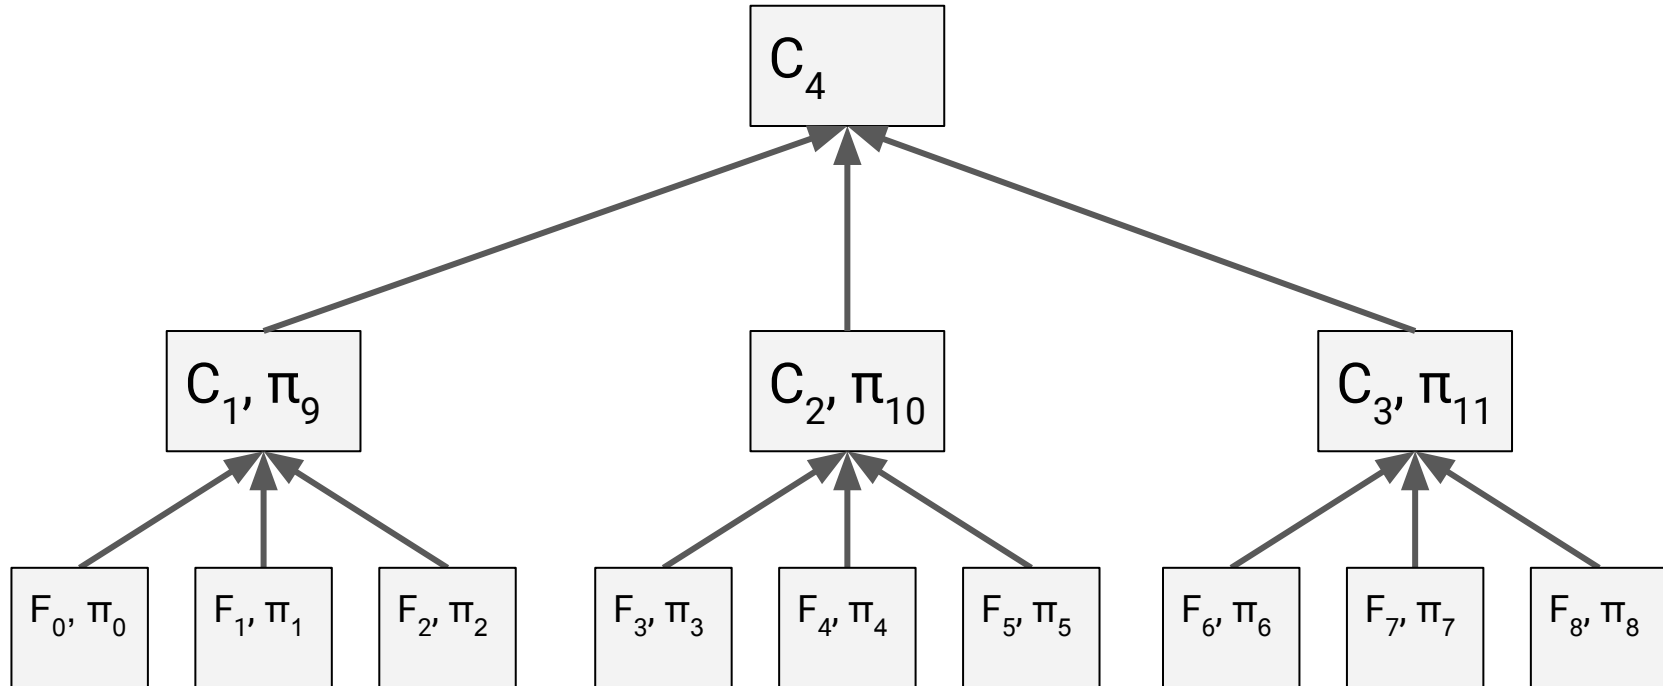 C₄
C₁, π₉
C₂, π₁₀
C₃, π₁₁
F₀, π₀
F₁, π₁
F₂, π₂
F₃, π₃
F₄, π₄
F₅, π₅
F₆, π₆
F₇, π₇
F₈, π₈